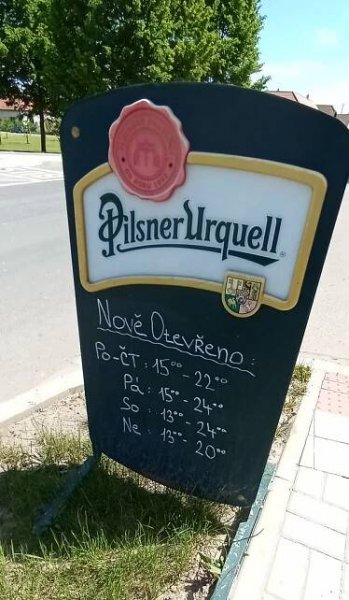 Pilsner Urquell
Nově Otevřeno:
Po-ČT: 15⁰⁰-22⁰⁰
Pá: 15⁰⁰-24⁰⁰
So: 13⁰⁰-24⁰⁰
Ne: 13⁰⁰-20⁰⁰